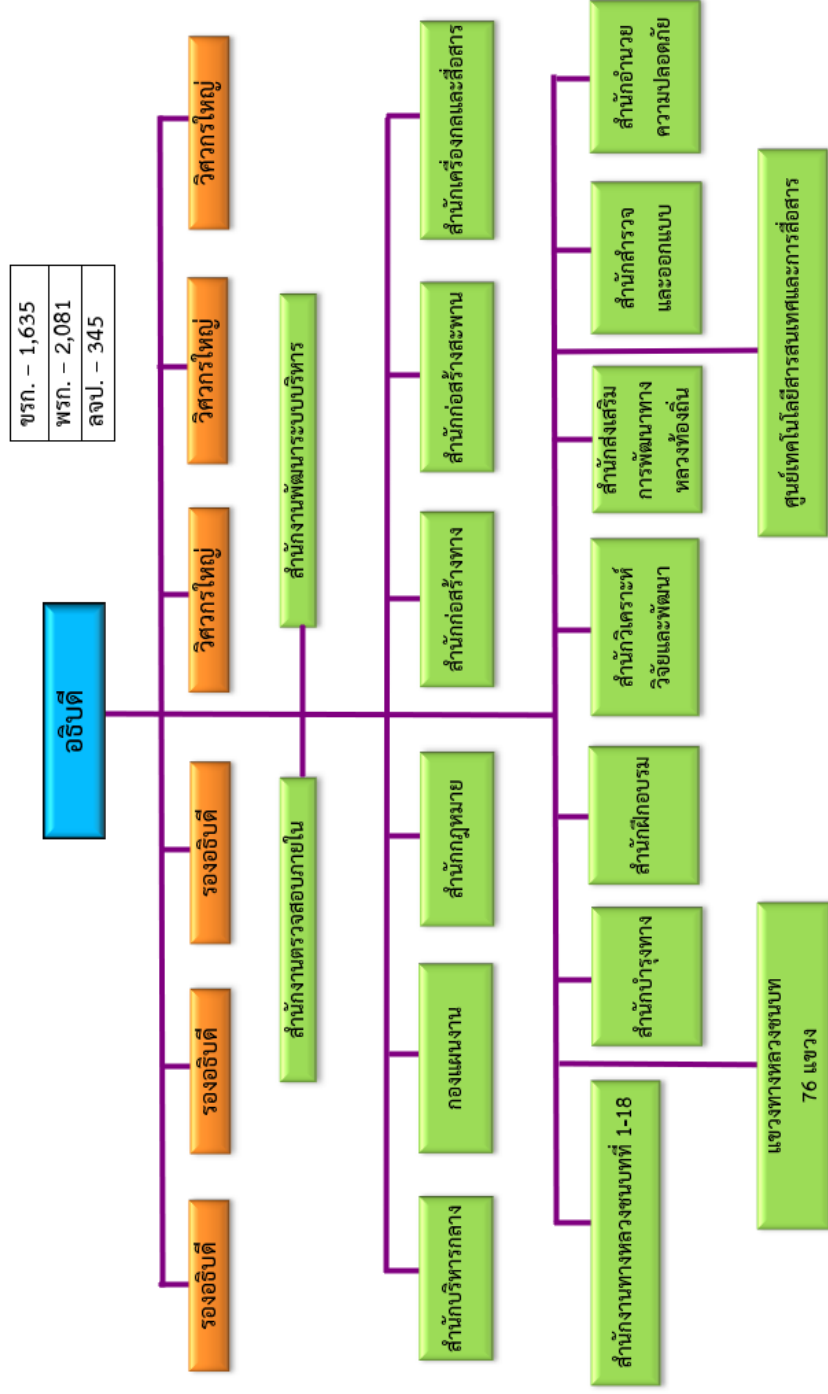 ขรก. – 1,635
พรก. – 2,081
ลจป. – 345
อธิบดี
รองอธิบดี
รองอธิบดี
รองอธิบดี
วิศวกรใหญ่
วิศวกรใหญ่
วิศวกรใหญ่
สำนักงานตรวจสอบภายใน
สำนักงานพัฒนาระบบบริหาร
สำนักบริหารกลาง
กองแผนงาน
สำนักกฎหมาย
สำนักก่อสร้างทาง
สำนักก่อสร้างสะพาน
สำนักเครื่องกลและสื่อสาร
สำนักงานทางหลวงชนบทที่ 1-18
สำนักบำรุงทาง
สำนักฝึกอบรม
สำนักวิเคราะห์
วิจัยและพัฒนา
สำนักส่งเสริม
การพัฒนาทาง
หลวงท้องถิ่น
สำนักสำรวจ
และออกแบบ
สำนักอำนวย
ความปลอดภัย
แขวงทางหลวงชนบท
76 แขวง
ศูนย์เทคโนโลยีสารสนเทศและการสื่อสาร